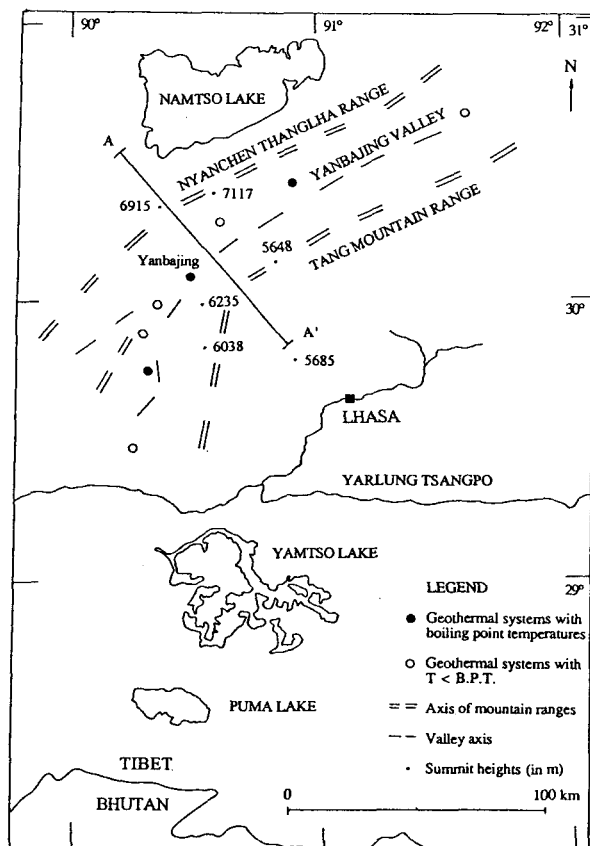 90° 91° 92° 31°
N
NAMTSO LAKE
NYANCHEN THANGLHA RANGE
YANBAJING VALLEY
A
7117
6915
TANG MOUNTAIN RANGE
5648
Yanbajing
6235
30°
A'
6038
5685
LHASA
YARLUNG TSANGPO
YAMTSO LAKE
29°
LEGEND
Geothermal systems with
boiling point temperatures
Geothermal systems with
T < B.P.T.
PUMA LAKE
Axis of mountain ranges
Valley axis
TIBET
Summit heights (in m)
BHUTAN
0 100 km